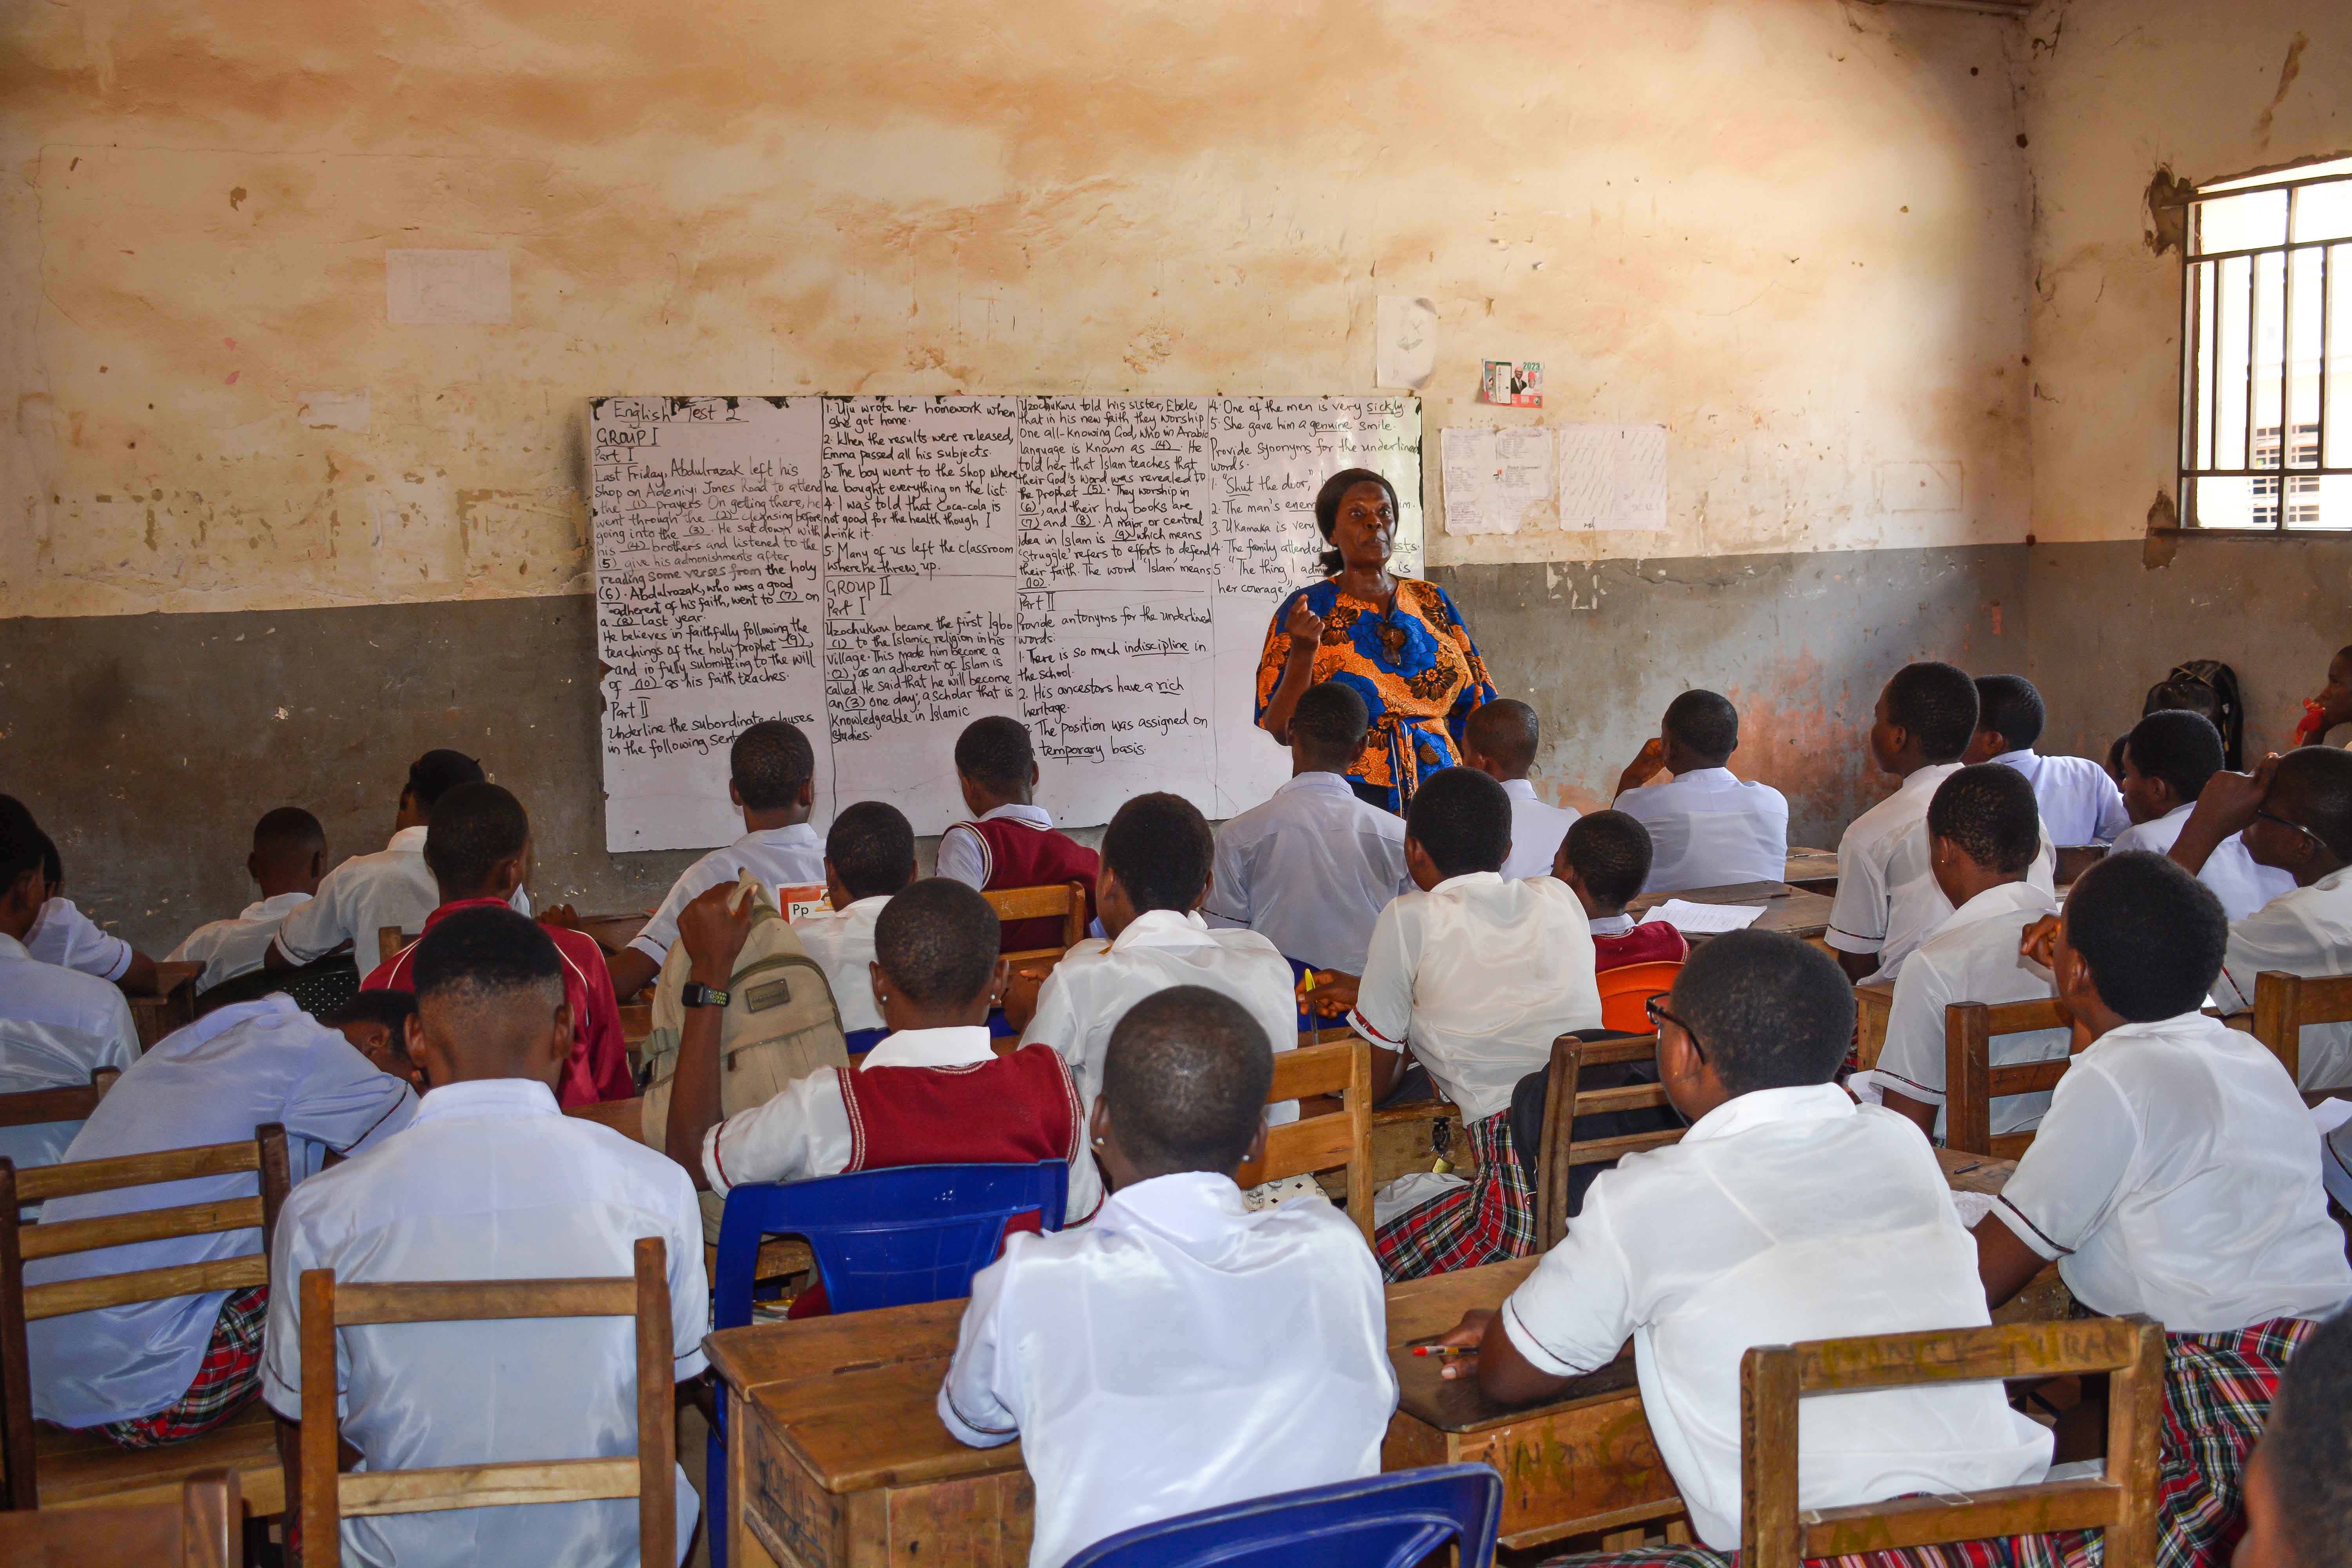 English Test 2
GROUP I
Part I
Last Friday, Abdulrazak left his
shop on Adeniyi Jones Road to attend
the (1) prayers. On getting there, he
went through the (2) cleansing before
going into the (3). He sat down with
his (4) brothers and listened to the
(5) give his admonishments after
reading some verses from the holy
(6). Abdulrazak, who was a good
adherent of his faith, went to (7) on
a (8) last year.
He believes in faithfully following the
teachings of the holy prophet (9),
and in fully submitting to the will
of (10) as his faith teaches.
Part II
Underline the subordinate clauses
in the following
1. Uju wrote her homework when
she got home.
2. When the results were released,
Emma passed all his subjects.
3. The boy went to the shop where
he bought everything on the list.
4. I was told that Coca-cola is
not good for the health though I
drink it.
5. Many of us left the classroom
where he threw up.
GROUP II
Part I
Uzochukwu became the first Igbo
(1) to the Islamic religion in his
village. This made him become a
(2), as an adherent of Islam is
called. He said that he will become
an (3) one day; a scholar that is
knowledgeable in Islamic
studies.
Uzochukwu told his sister, Ebele
that in his new faith they worship
One all-knowing God, who in Arabic
language is known as (4). He
told her that Islam teaches that
their God's word was revealed to
the prophet (5). They worship in
(6), and their holy books are
(7) and (8). A major or central
idea in Islam is (9) which means
'struggle' refers to efforts to defend
their faith. The word 'Islam' means
(10).
Part II
Provide antonyms for the underlined
words.
1. There is so much indiscipline in
the school.
2. His ancestors have a rich
heritage.
The position was assigned on
temporary basis.
4. One of the men is very sickly.
5. She gave him a genuine smile.
Provide synonyms for the underlined
words.
1. "Shut the door,"
2. The man's
3. Ukamaka is very
4. The family attended
5. "The thing I is
her courage,"
2023
Pp